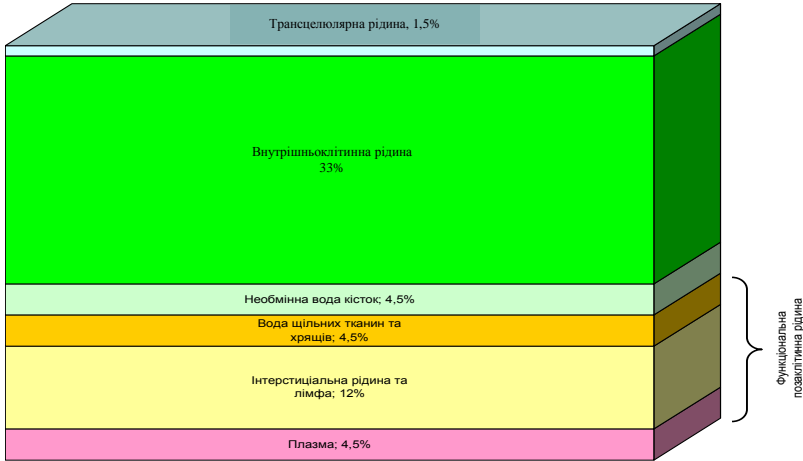 Трансцелюлярна рідина, 1,5%
Внутрішньоклітинна рідина
33%
Необмінна вода кісток; 4,5%
Вода щільних тканин та
хрящів; 4,5%
Інтерстиціальна рідина та
лімфа; 12%
Плазма; 4,5%
Функціональна
позаклітинна рідина